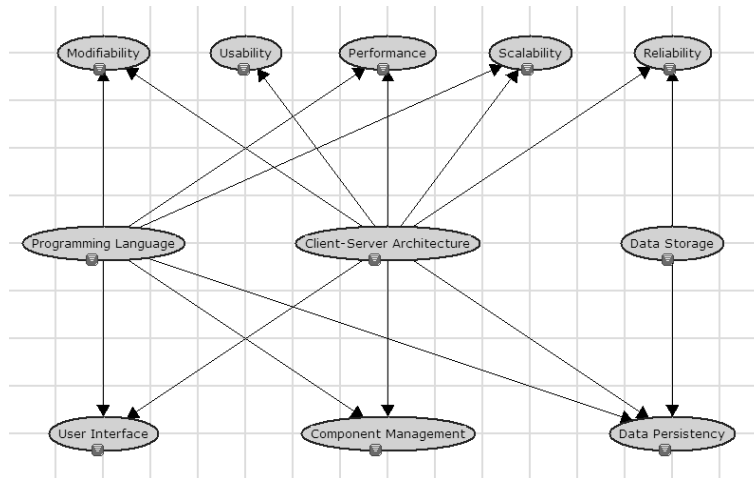 Modifiability
Usability
Performance
Scalability
Reliability
Programming Language
Client-Server Architecture
Data Storage
User Interface
Component Management
Data Persistency